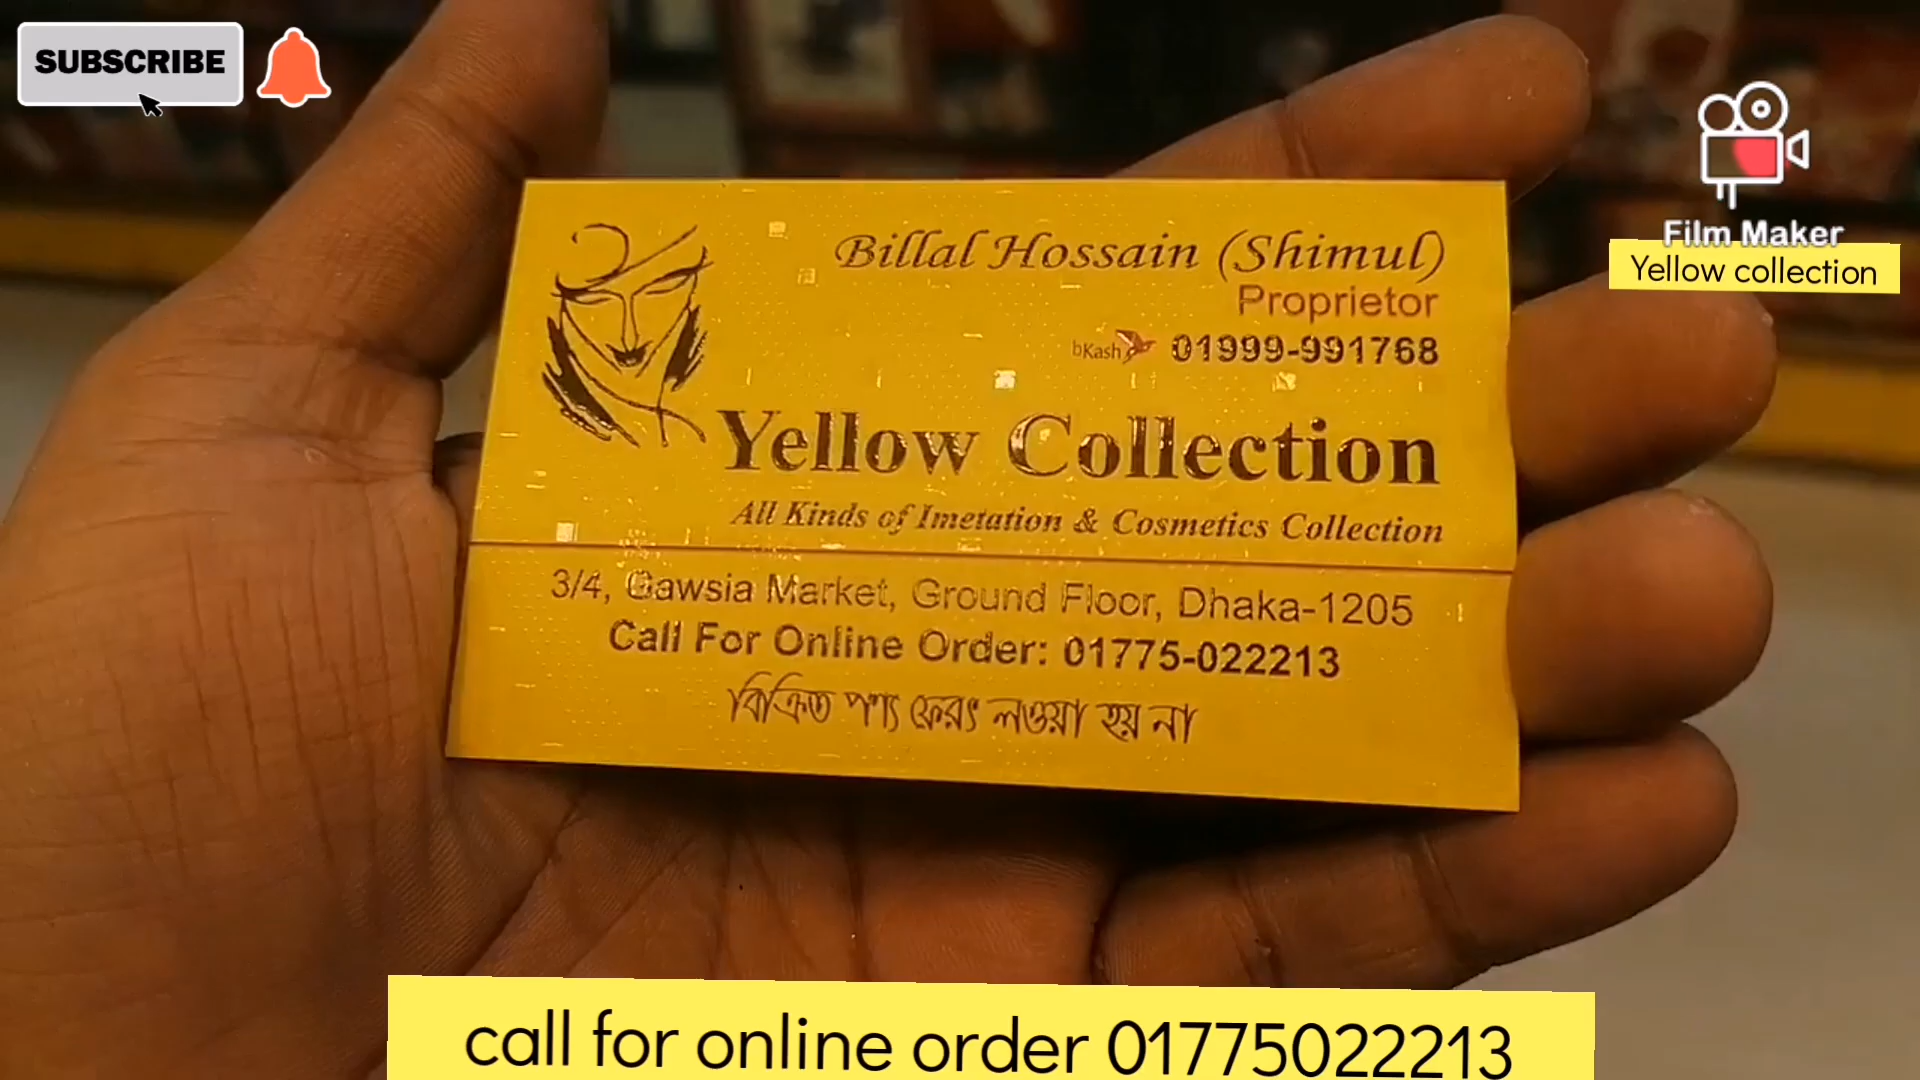 SUBSCRIBE
Film Maker
Yellow collection
Billal Hossain (Shimul)
Proprietor
bKash 01999-991768
Yellow Collection
All Kinds of Imetation & Cosmetics Collection
3/4, Gawsia Market, Ground Floor, Dhaka-1205
Call For Online Order: 01775-022213
বিক্রিত পণ্য ফেরৎ লওয়া হয় না
call for online order 01775022213